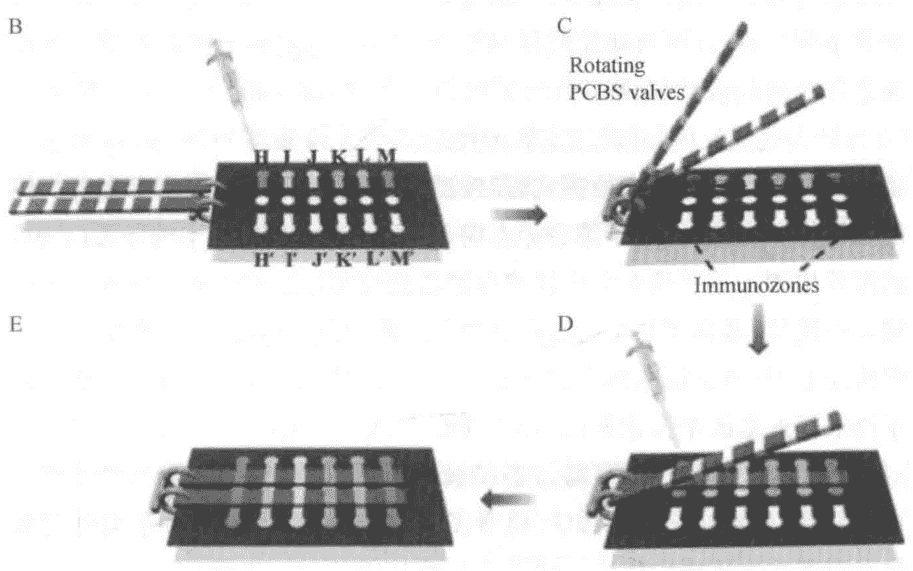 B
C
Rotating
PCBS valves
H I J K L M
H′ I′ J′ K′ L′ M′
Immunozones
E
D